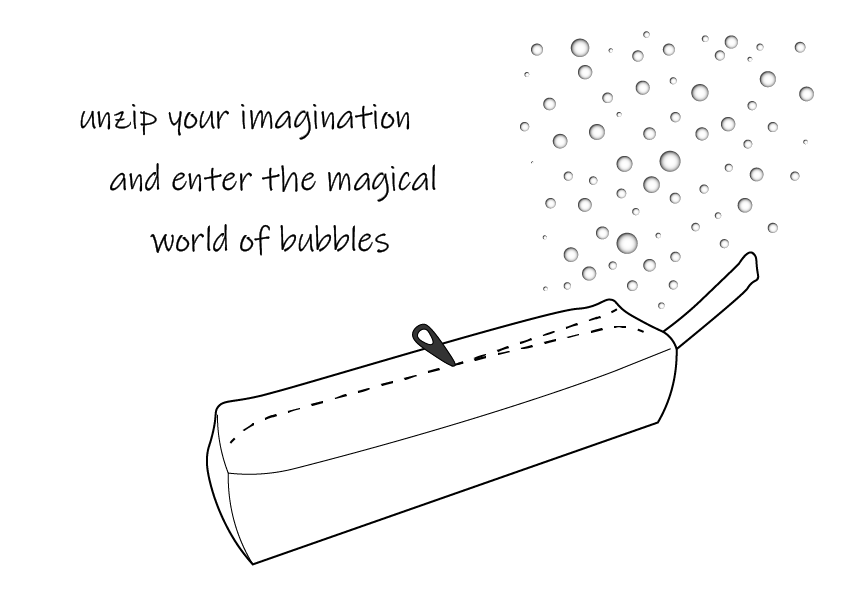 unzip your imagination
and enter the magical
world of bubbles